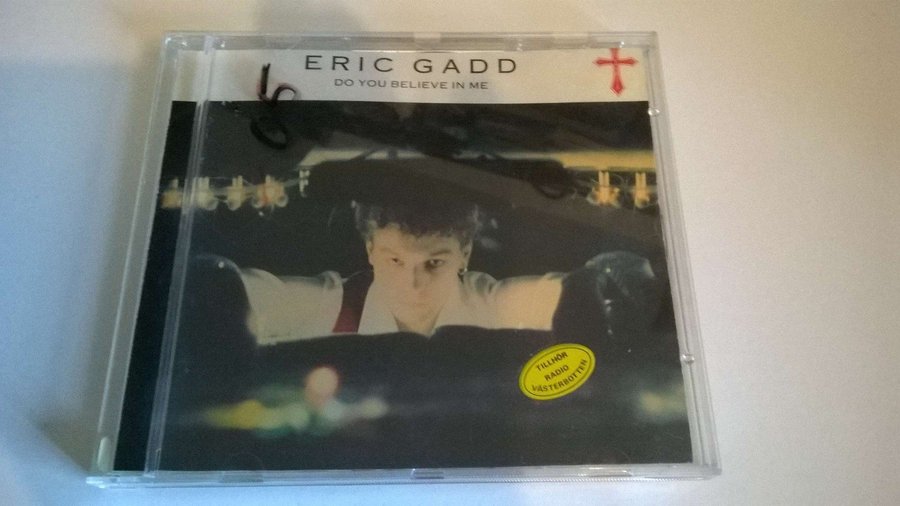 ERIC GADD
DO YOU BELIEVE IN ME
TILLHÖR
RADIO
VÄSTERBOTTEN